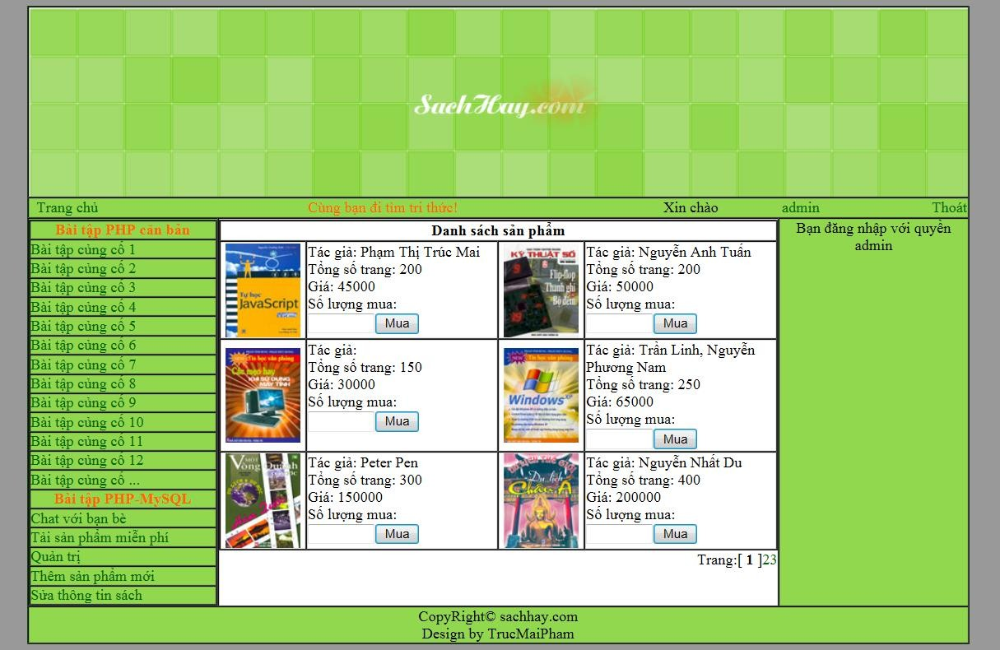 SachHay.com
Trang chủ
Cùng bạn đi tìm tri thức!
Xin chào
admin
Thoát
Bài tập PHP căn bản
Bài tập củng cố 1
Bài tập củng cố 2
Bài tập củng cố 3
Bài tập củng cố 4
Bài tập củng cố 5
Bài tập củng cố 6
Bài tập củng cố 7
Bài tập củng cố 8
Bài tập củng cố 9
Bài tập củng cố 10
Bài tập củng cố 11
Bài tập củng cố 12
Bài tập củng cố ...
Bài tập PHP-MySQL
Chat với bạn bè
Tải sản phẩm miễn phí
Quản trị
Thêm sản phẩm mới
Sửa thông tin sách
Danh sách sản phẩm
Tự học
JavaScript
Tác giả: Phạm Thị Trúc Mai
Tổng số trang: 200
Giá: 45000
Số lượng mua:
Mua
KỸ THUẬT SỐ
Flip-flop
Thanh ghi
Bộ đếm
Tác giả: Nguyễn Anh Tuấn
Tổng số trang: 200
Giá: 50000
Số lượng mua:
Mua
Tin học văn phòng
Các mẹo hay
KHI SỬ DỤNG
MÁY TÍNH
Tác giả:
Tổng số trang: 150
Giá: 30000
Số lượng mua:
Mua
Tin học văn phòng
Windows XP
Tác giả: Trần Linh, Nguyễn
Phương Nam
Tổng số trang: 250
Giá: 65000
Số lượng mua:
Mua
MỘT
Vòng Quanh
Tác giả: Peter Pen
Tổng số trang: 300
Giá: 150000
Số lượng mua:
Mua
Du lịch
Châu Á
Tác giả: Nguyễn Nhất Du
Tổng số trang: 400
Giá: 200000
Số lượng mua:
Mua
Trang:[ 1 ]23
Bạn đăng nhập với quyền
admin
CopyRight© sachhay.com
Design by TrucMaiPham